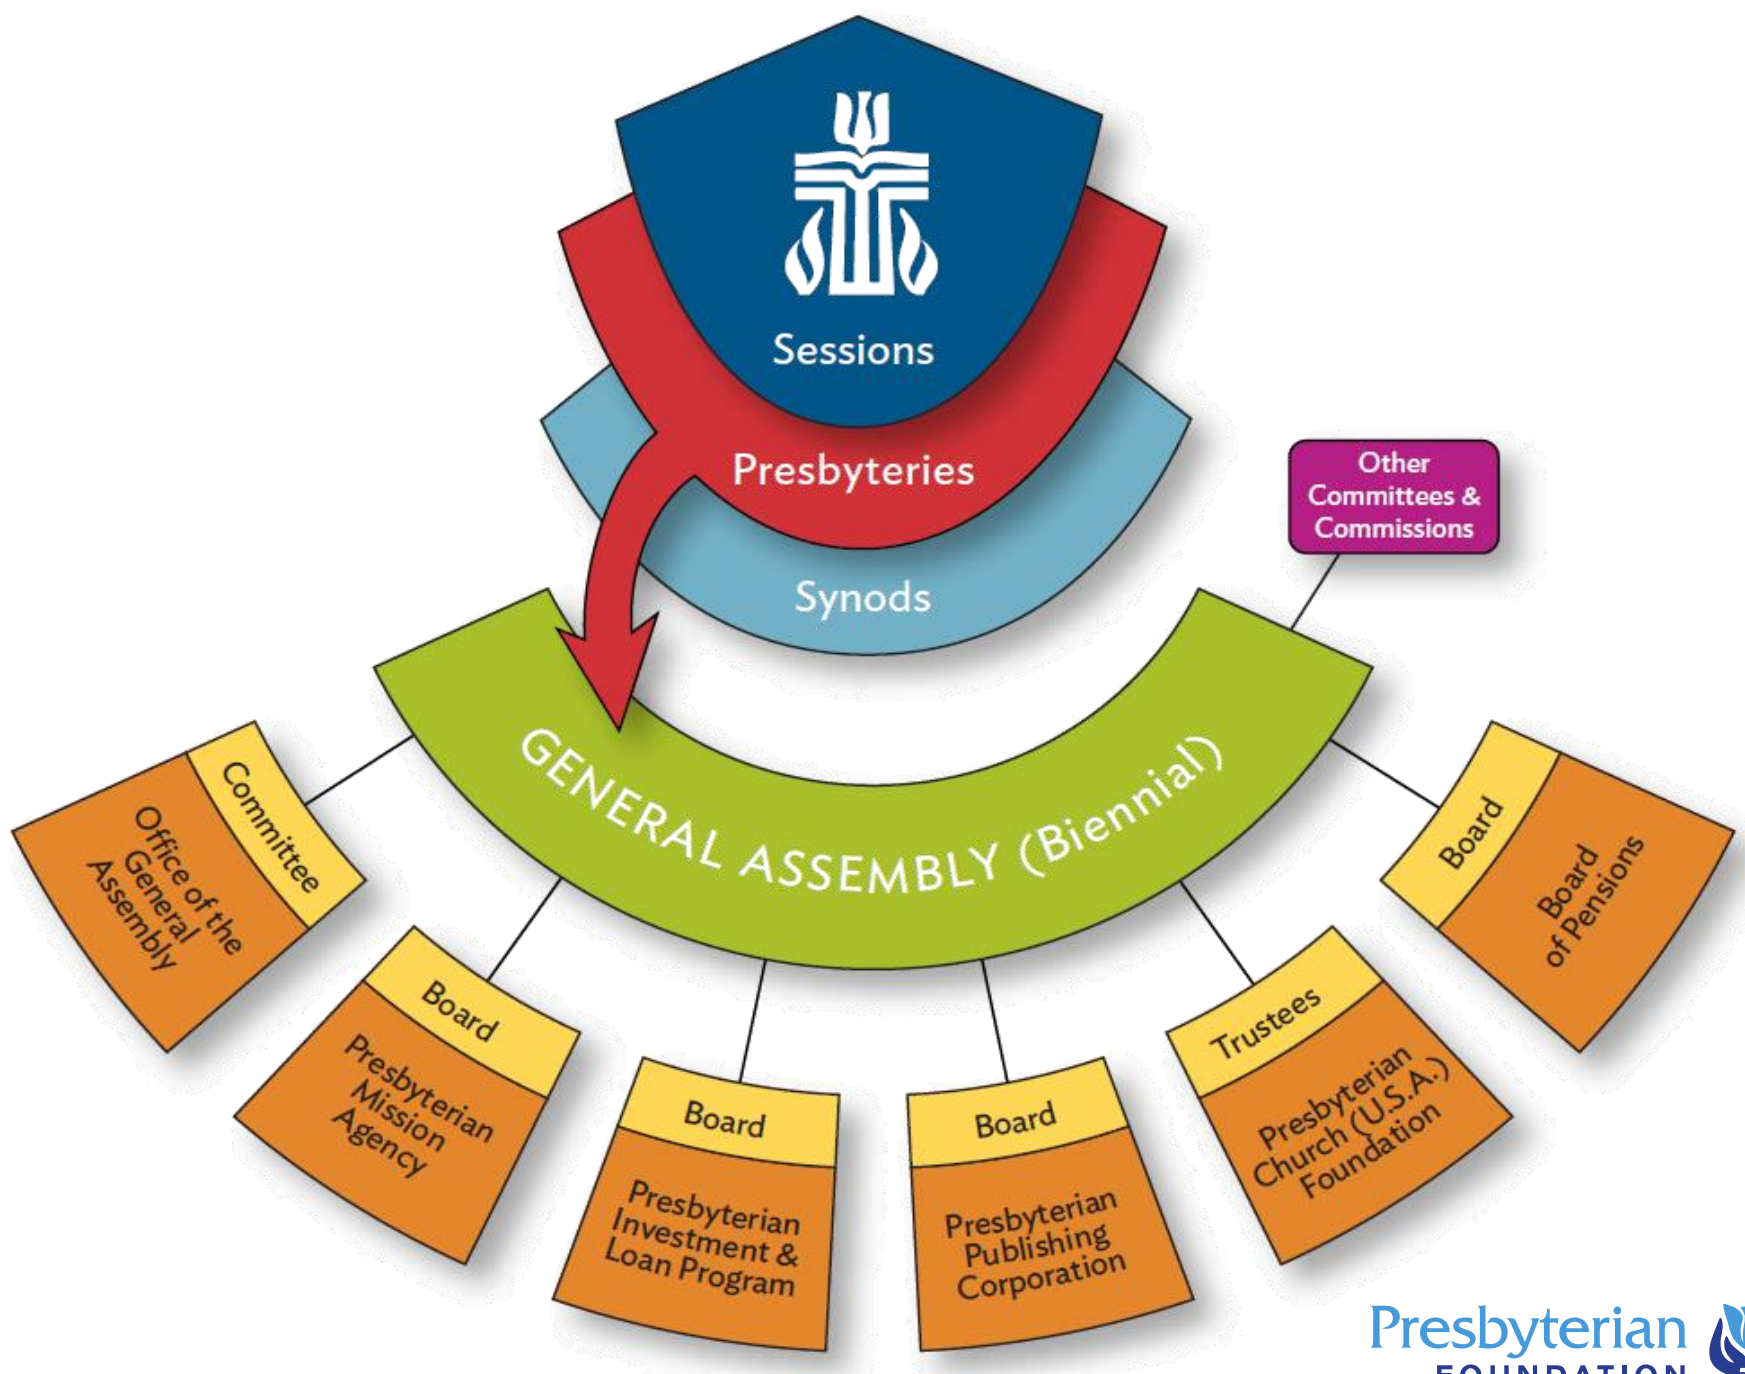 Sessions
Presbyteries
Synods
Other
Committees &
Commissions
GENERAL ASSEMBLY (Biennial)
Committee
Office of the
General
Assembly
Board
Presbyterian
Mission
Agency
Board
Presbyterian
Investment &
Loan Program
Board
Presbyterian
Publishing
Corporation
Trustees
Presbyterian
Church (U.S.A.)
Foundation
Board
Board
of Pensions
Presbyterian
FOUNDATION